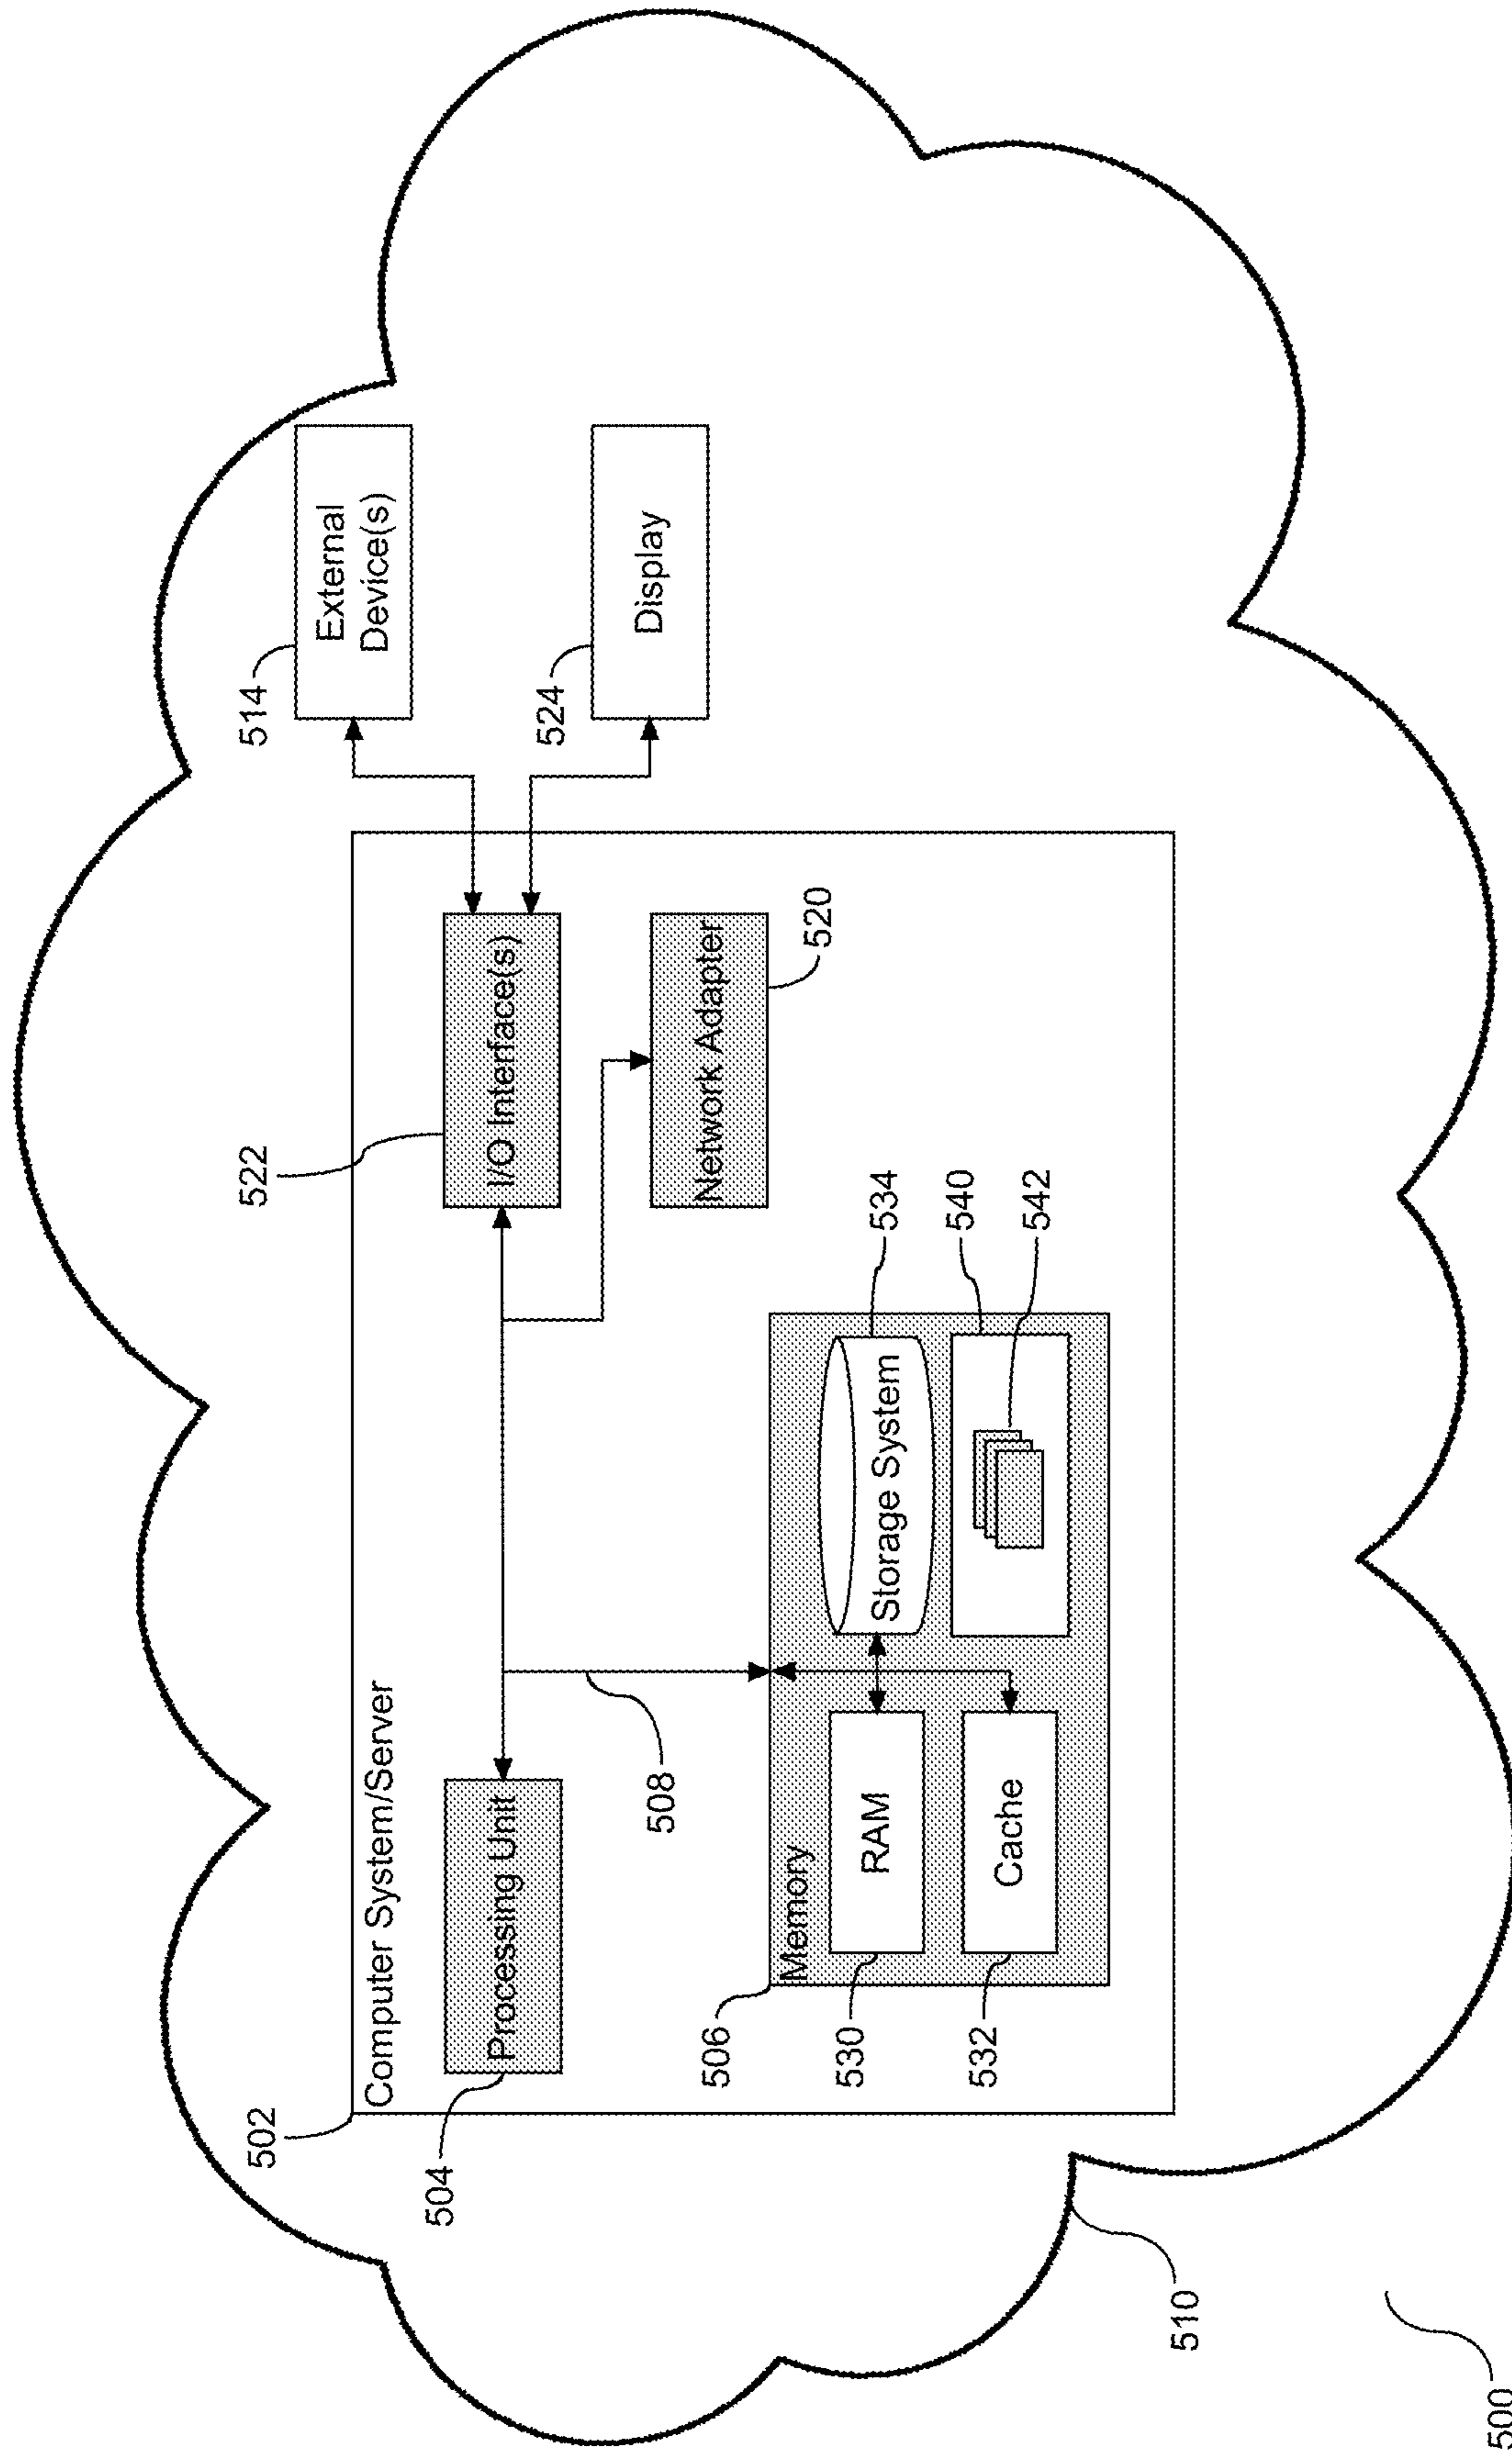 500
510
502
Computer System/Server
504
Processing Unit
508
522
I/O Interface(s)
514
External
Device(s)
524
Display
Network Adapter
520
506
Memory
530
RAM
Storage System
534
532
Cache
540
542